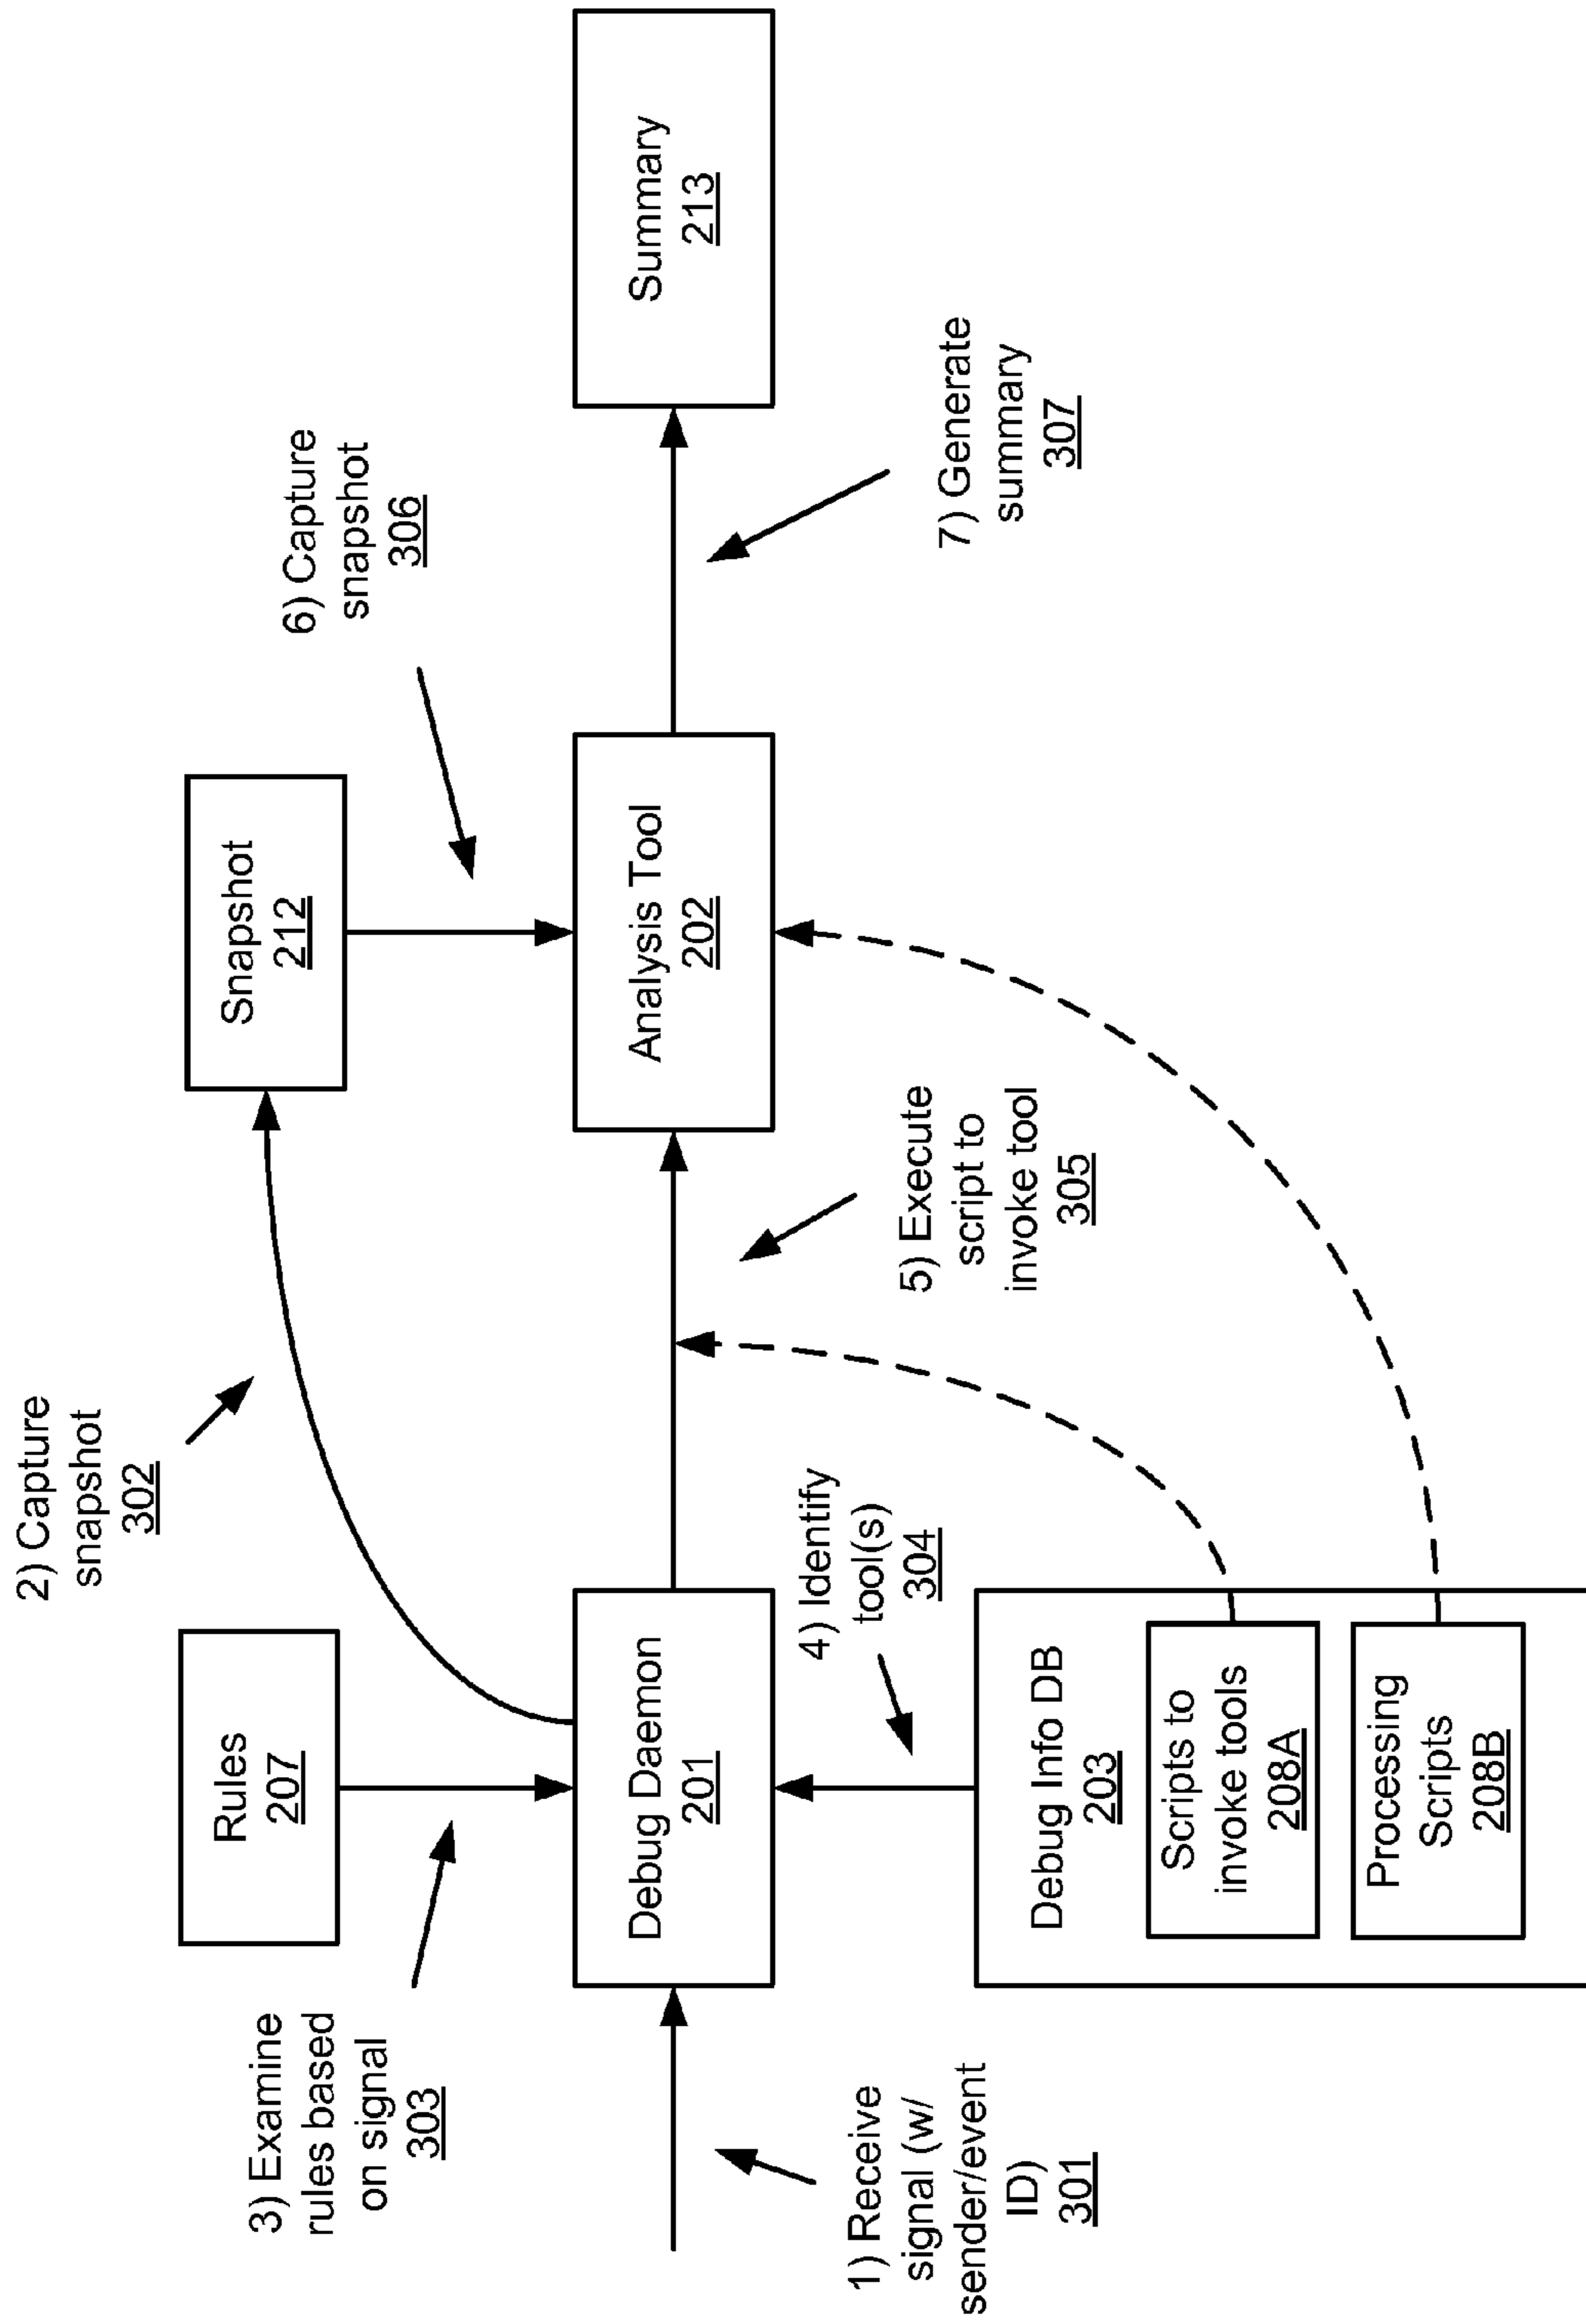 2) Capture
snapshot
302
6) Capture
snapshot
306
3) Examine
rules based
on signal
303
Rules
207
Snapshot
212
Debug Daemon
201
Analysis Tool
202
Summary
213
1) Receive
signal (w/
sender/event
ID)
301
4) Identify
tool(s)
304
5) Execute
script to
invoke tool
305
7) Generate
summary
307
Debug Info DB
203
Scripts to
invoke tools
208A
Processing
Scripts
208B